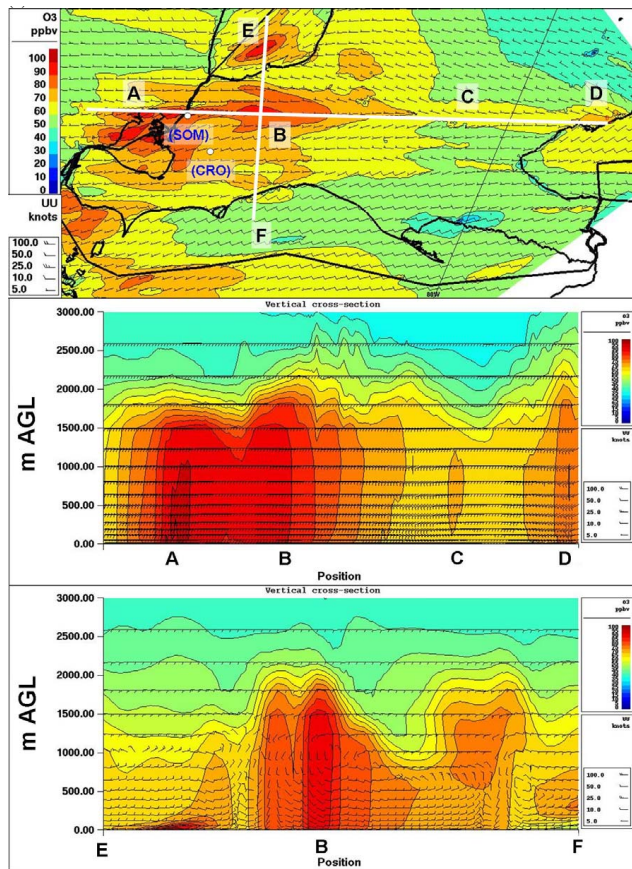 O3
ppbv
100
90
80
70
60
50
40
30
20
10
0
UU
knots
100.0
50.0
25.0
10.0
5.0
E
A
(SOM)
(CRO)
B
C
D
F
80W
Vertical cross-section
m AGL
3000.00
2500.00
2000.00
1500.00
1000.00
500.00
0.00
A B C D
Position
O3
ppbv
UU
knots
100.0
50.0
25.0
10.0
5.0
Vertical cross-section
m AGL
3000.00
2500.00
2000.00
1500.00
1000.00
500.00
0.00
E B F
Position
O3
ppbv
UU
knots
100.0
50.0
25.0
10.0
5.0